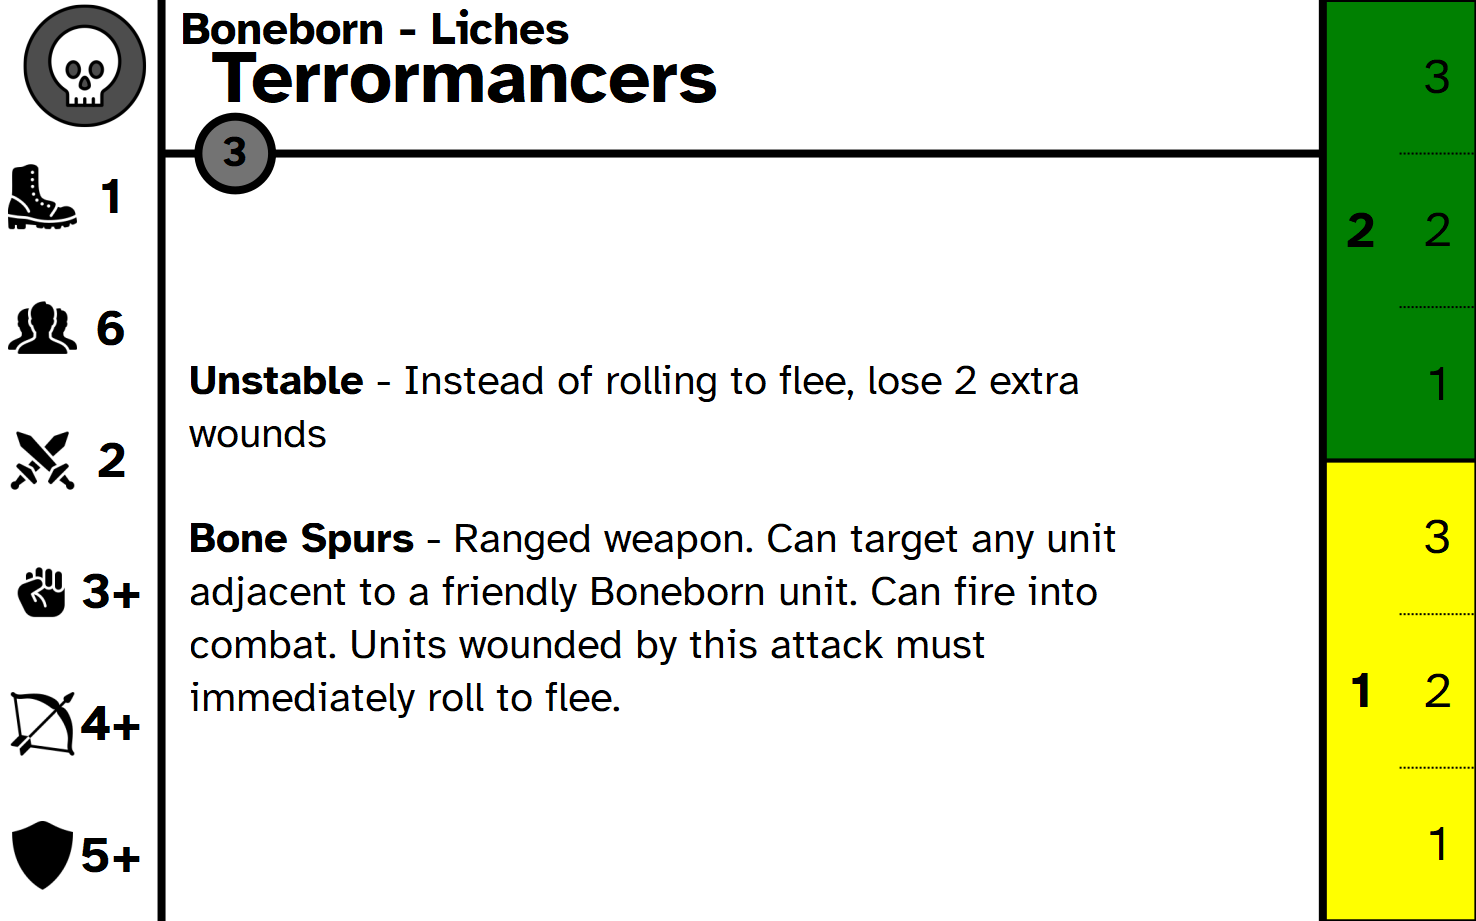 Boneborn - Liches
Terrormancers
3
1
6
2
3+
4+
5+
Unstable - Instead of rolling to flee, lose 2 extra
wounds
Bone Spurs - Ranged weapon. Can target any unit
adjacent to a friendly Boneborn unit. Can fire into
combat. Units wounded by this attack must
immediately roll to flee.
3
2 2
1
3
1 2
1